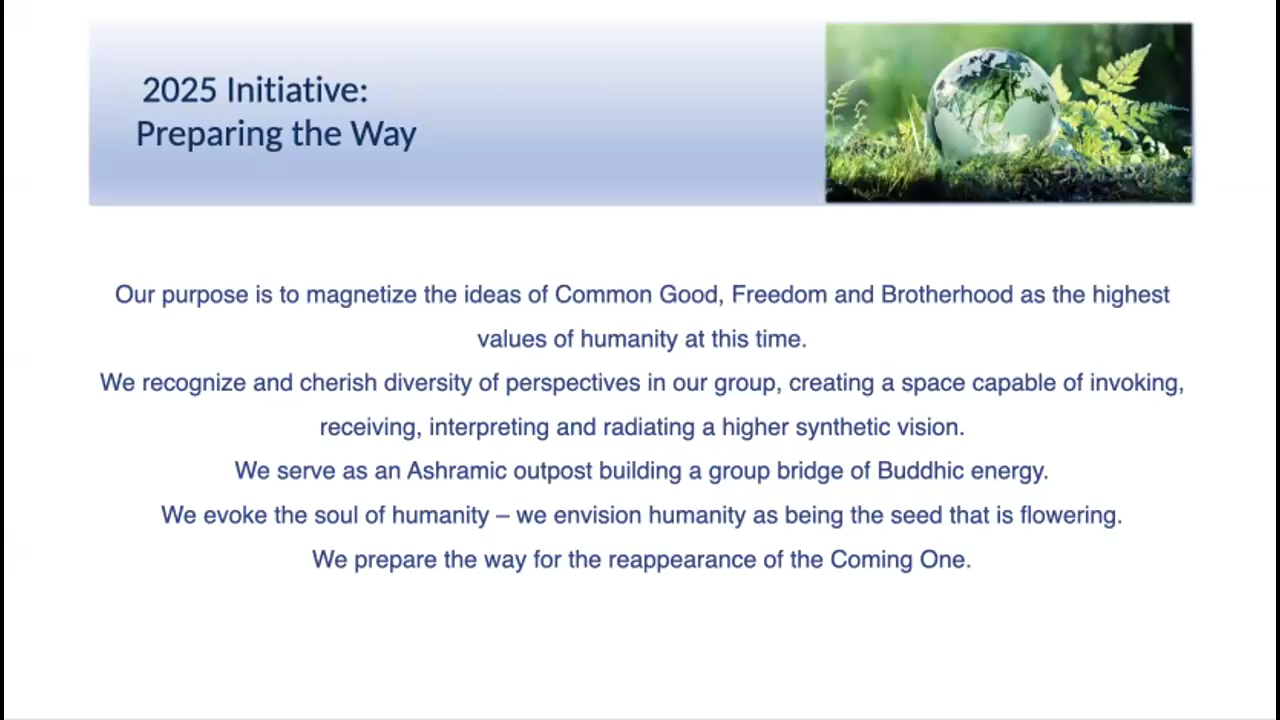 2025 Initiative:
Preparing the Way
Our purpose is to magnetize the ideas of Common Good, Freedom and Brotherhood as the highest
values of humanity at this time.
We recognize and cherish diversity of perspectives in our group, creating a space capable of invoking,
receiving, interpreting and radiating a higher synthetic vision.
We serve as an Ashramic outpost building a group bridge of Buddhic energy.
We evoke the soul of humanity – we envision humanity as being the seed that is flowering.
We prepare the way for the reappearance of the Coming One.